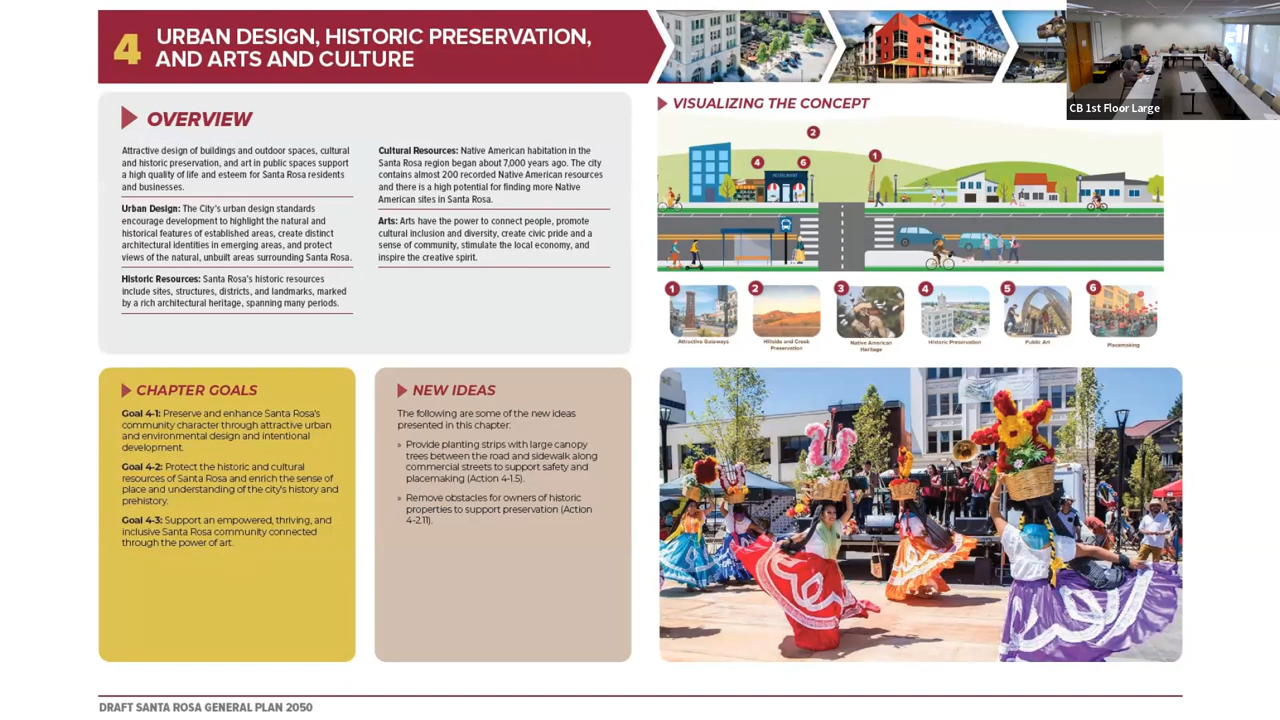 4
URBAN DESIGN, HISTORIC PRESERVATION,
AND ARTS AND CULTURE
CB 1st Floor Large
OVERVIEW
Attractive design of buildings and outdoor spaces, cultural
and historic preservation, and art in public spaces support
a high quality of life and esteem for Santa Rosa residents
and businesses.
Urban Design: The City's urban design standards
encourage development to highlight the natural and
historical features of established areas, create distinct
architectural identities in emerging areas, and protect
views of the natural, unbuilt areas surrounding Santa Rosa.
Historic Resources: Santa Rosa's historic resources
include sites, structures, districts, and landmarks, marked
by a rich architectural heritage, spanning many periods.
Cultural Resources: Native American habitation in the
Santa Rosa region began about 7,000 years ago. The city
contains almost 200 recorded Native American resources
and there is a high potential for finding more Native
American sites in Santa Rosa.
Arts: Arts have the power to connect people, promote
cultural inclusion and diversity, create civic pride and a
sense of community, stimulate the local economy, and
inspire the creative spirit.
VISUALIZING THE CONCEPT
2
4
6
1
RESTAURANT
1
2
3
4
5
6
Attractive Gateways
Hillside and Creek
Preservation
Native American
Heritage
Historic Preservation
Public Art
Placemaking
CHAPTER GOALS
Goal 4-1: Preserve and enhance Santa Rosa's
community character through attractive urban
and environmental design and intentional
development.
Goal 4-2: Protect the historic and cultural
resources of Santa Rosa and enrich the sense of
place and understanding of the city's history and
prehistory.
Goal 4-3: Support an empowered, thriving, and
inclusive Santa Rosa community connected
through the power of art.
NEW IDEAS
The following are some of the new ideas
presented in this chapter:
» Provide planting strips with large canopy
trees between the road and sidewalk along
commercial streets to support safety and
placemaking (Action 4-1.5).
» Remove obstacles for owners of historic
properties to support preservation (Action
4-2.11).
DRAFT SANTA ROSA GENERAL PLAN 2050